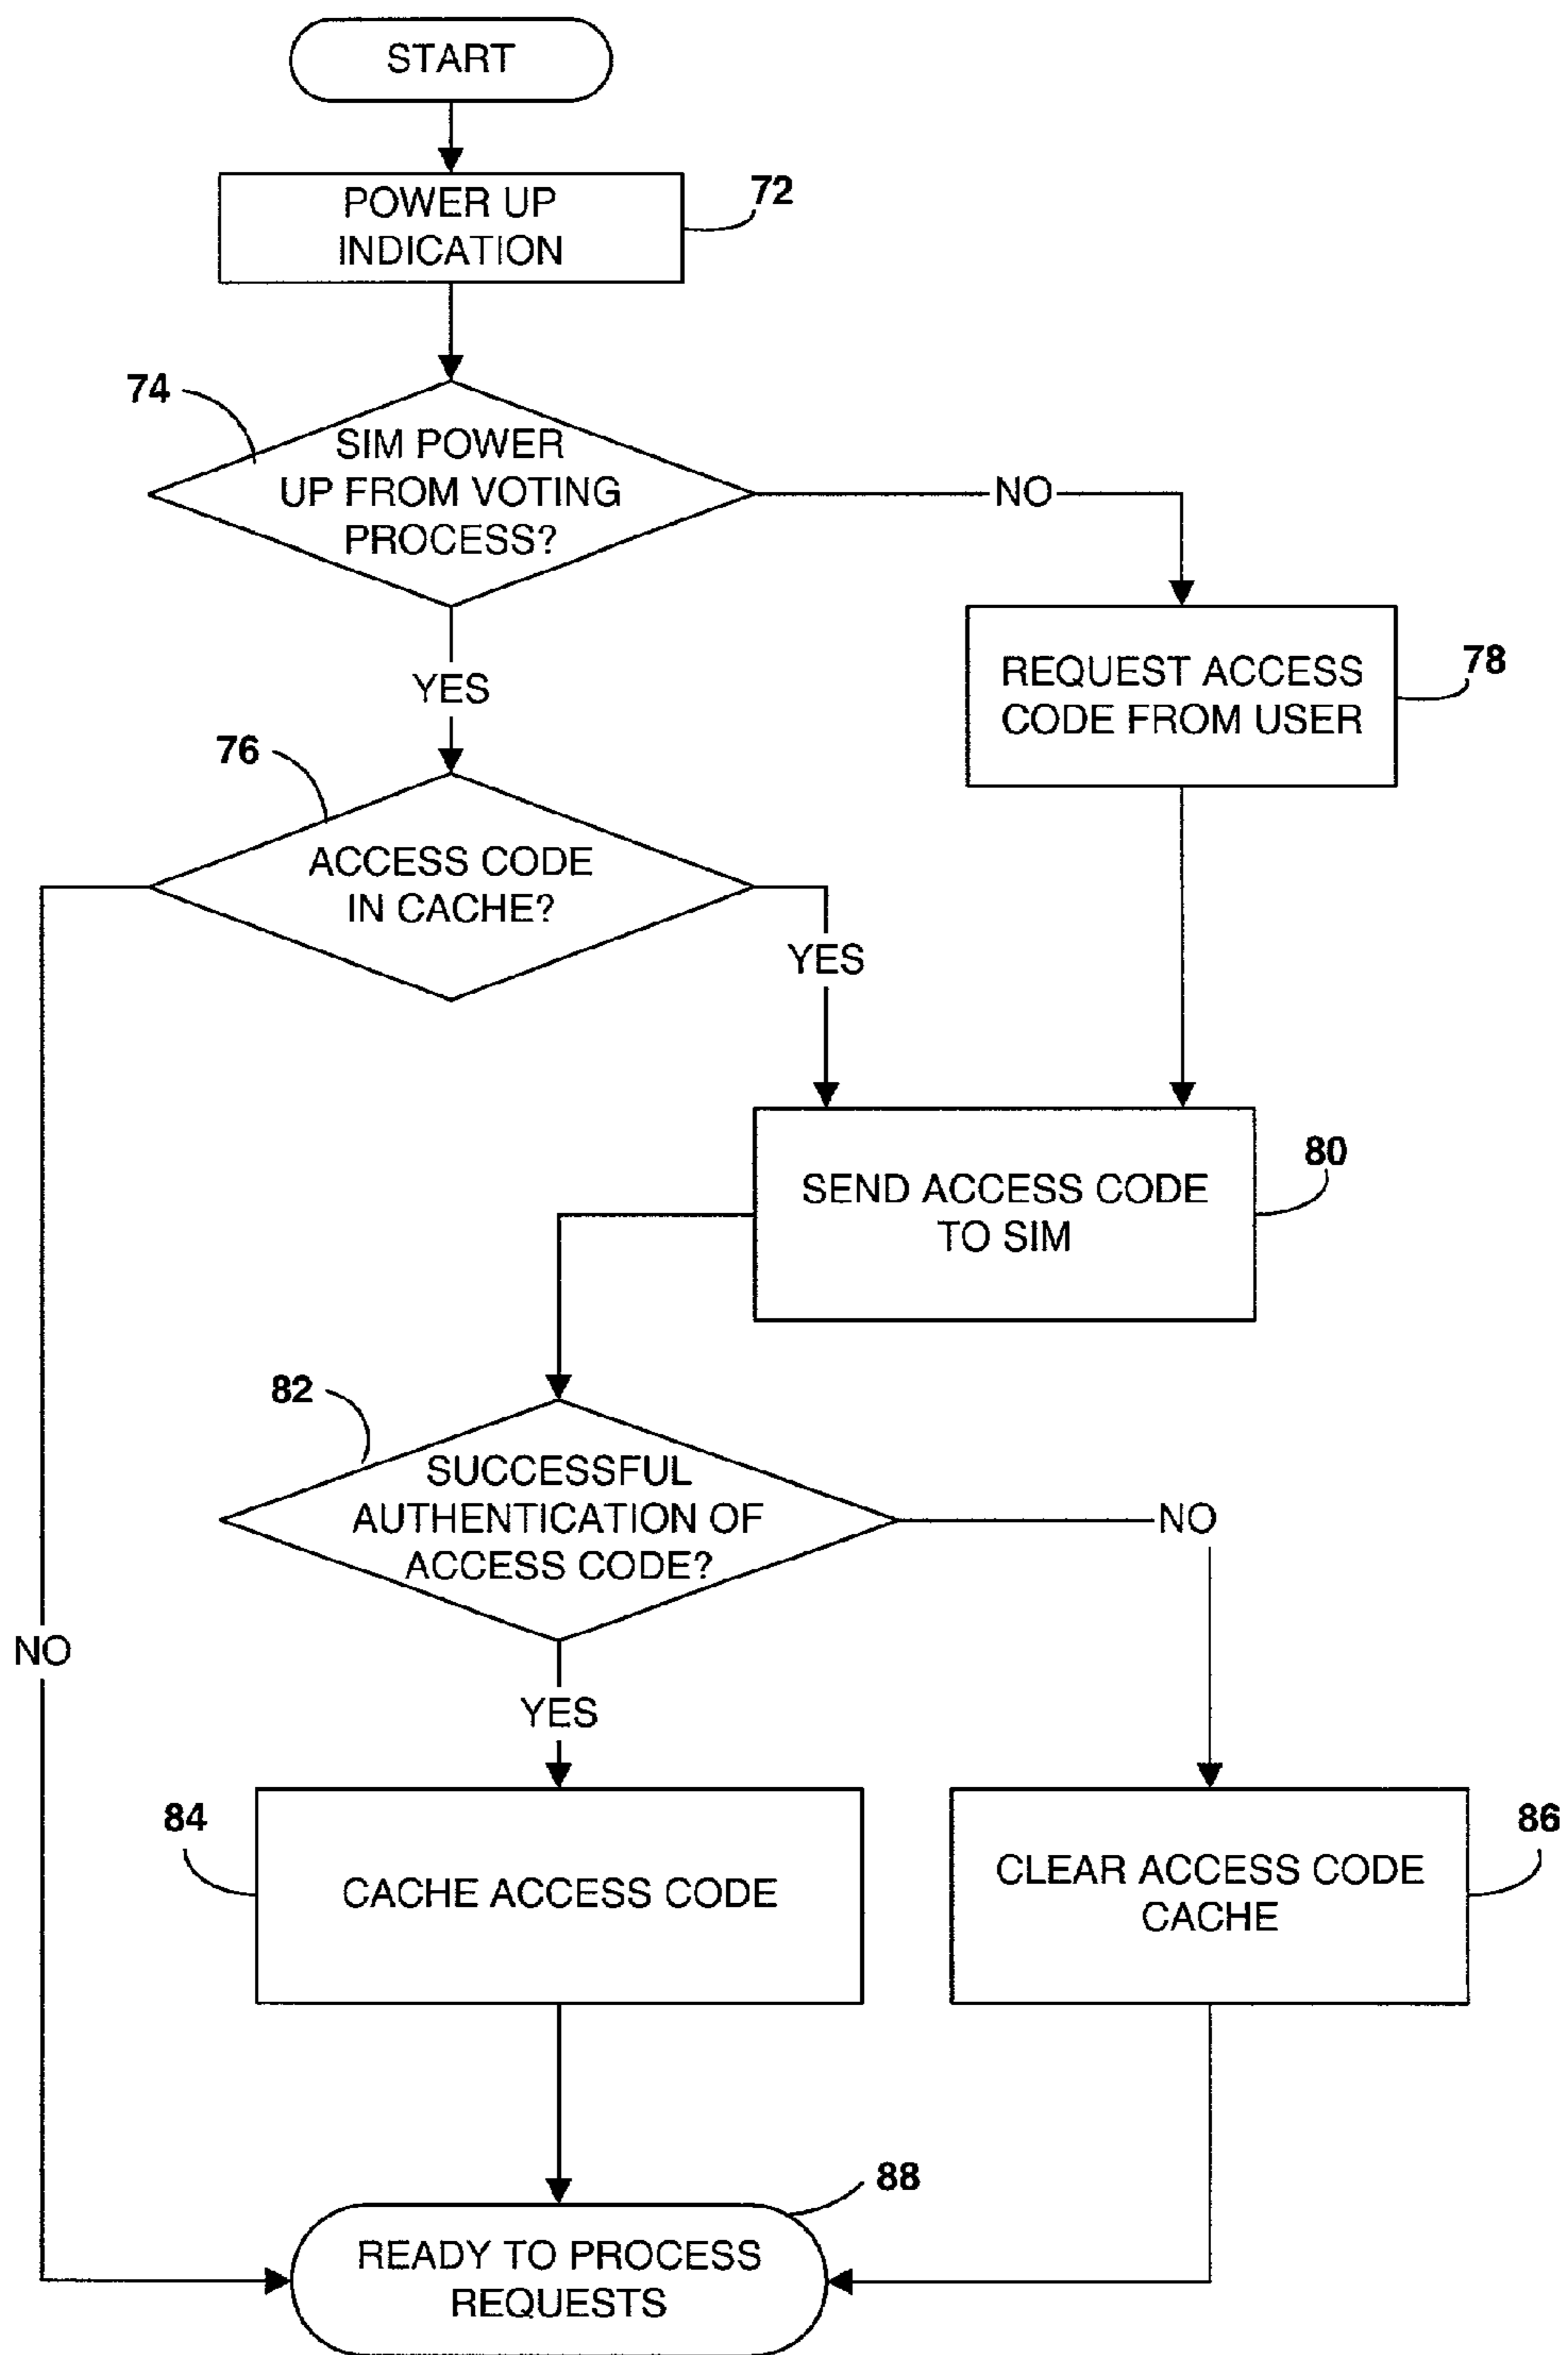 START
POWER UP
INDICATION
72
74
SIM POWER
UP FROM VOTING
PROCESS?
NO
YES
REQUEST ACCESS
CODE FROM USER
78
76
ACCESS CODE
IN CACHE?
YES
SEND ACCESS CODE
TO SIM
80
82
SUCCESSFUL
AUTHENTICATION OF
ACCESS CODE?
NO
NO
YES
84
CACHE ACCESS CODE
CLEAR ACCESS CODE
CACHE
86
88
READY TO PROCESS
REQUESTS